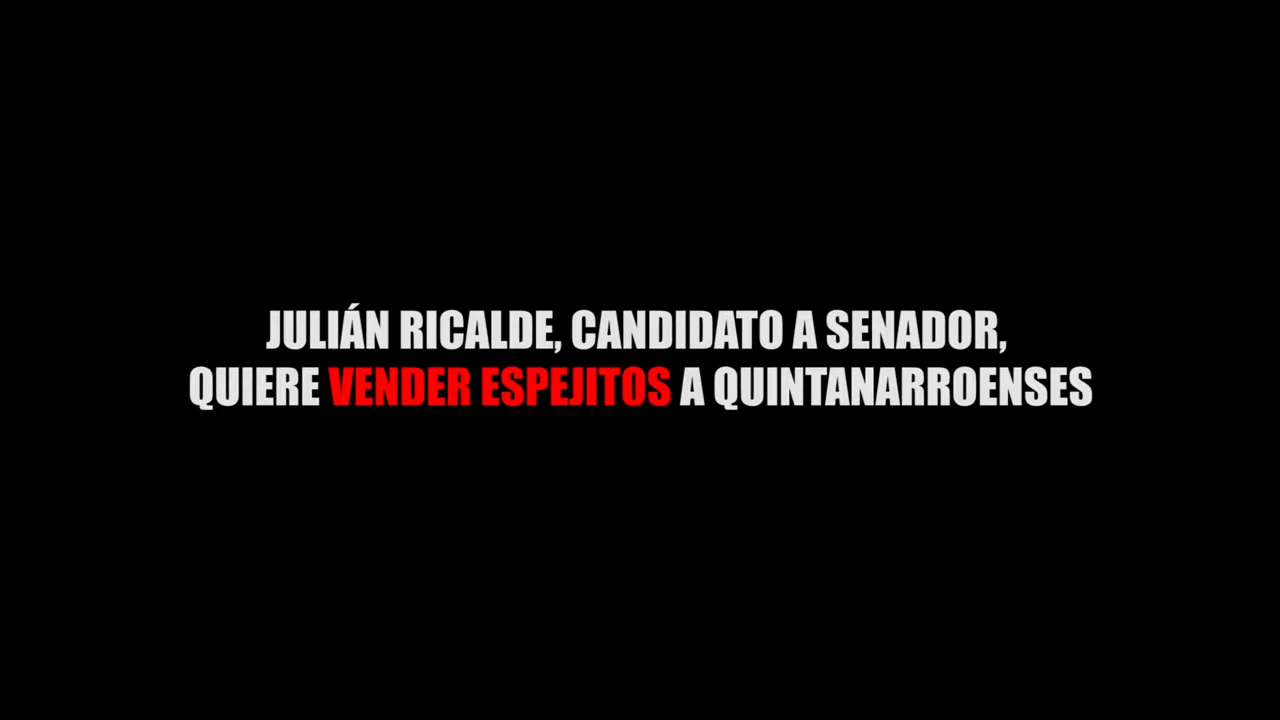 JULIÁN RICALDE, CANDIDATO A SENADOR,
QUIERE VENDER ESPEJITOS A QUINTANARROENSES